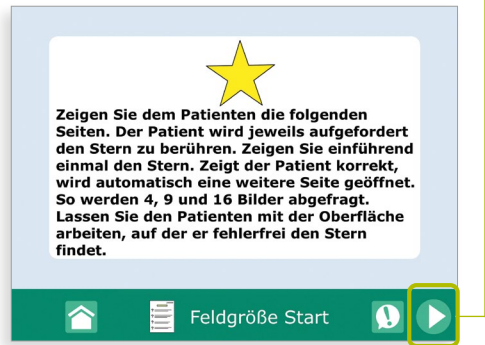 Zeigen Sie dem Patienten die folgenden
Seiten. Der Patient wird jeweils aufgefordert
den Stern zu berühren. Zeigen Sie einführend
einmal den Stern. Zeigt der Patient korrekt,
wird automatisch eine weitere Seite geöffnet.
So werden 4, 9 und 16 Bilder abgefragt.
Lassen Sie den Patienten mit der Oberfläche
arbeiten, auf der er fehlerfrei den Stern
findet.
Feldgröße Start